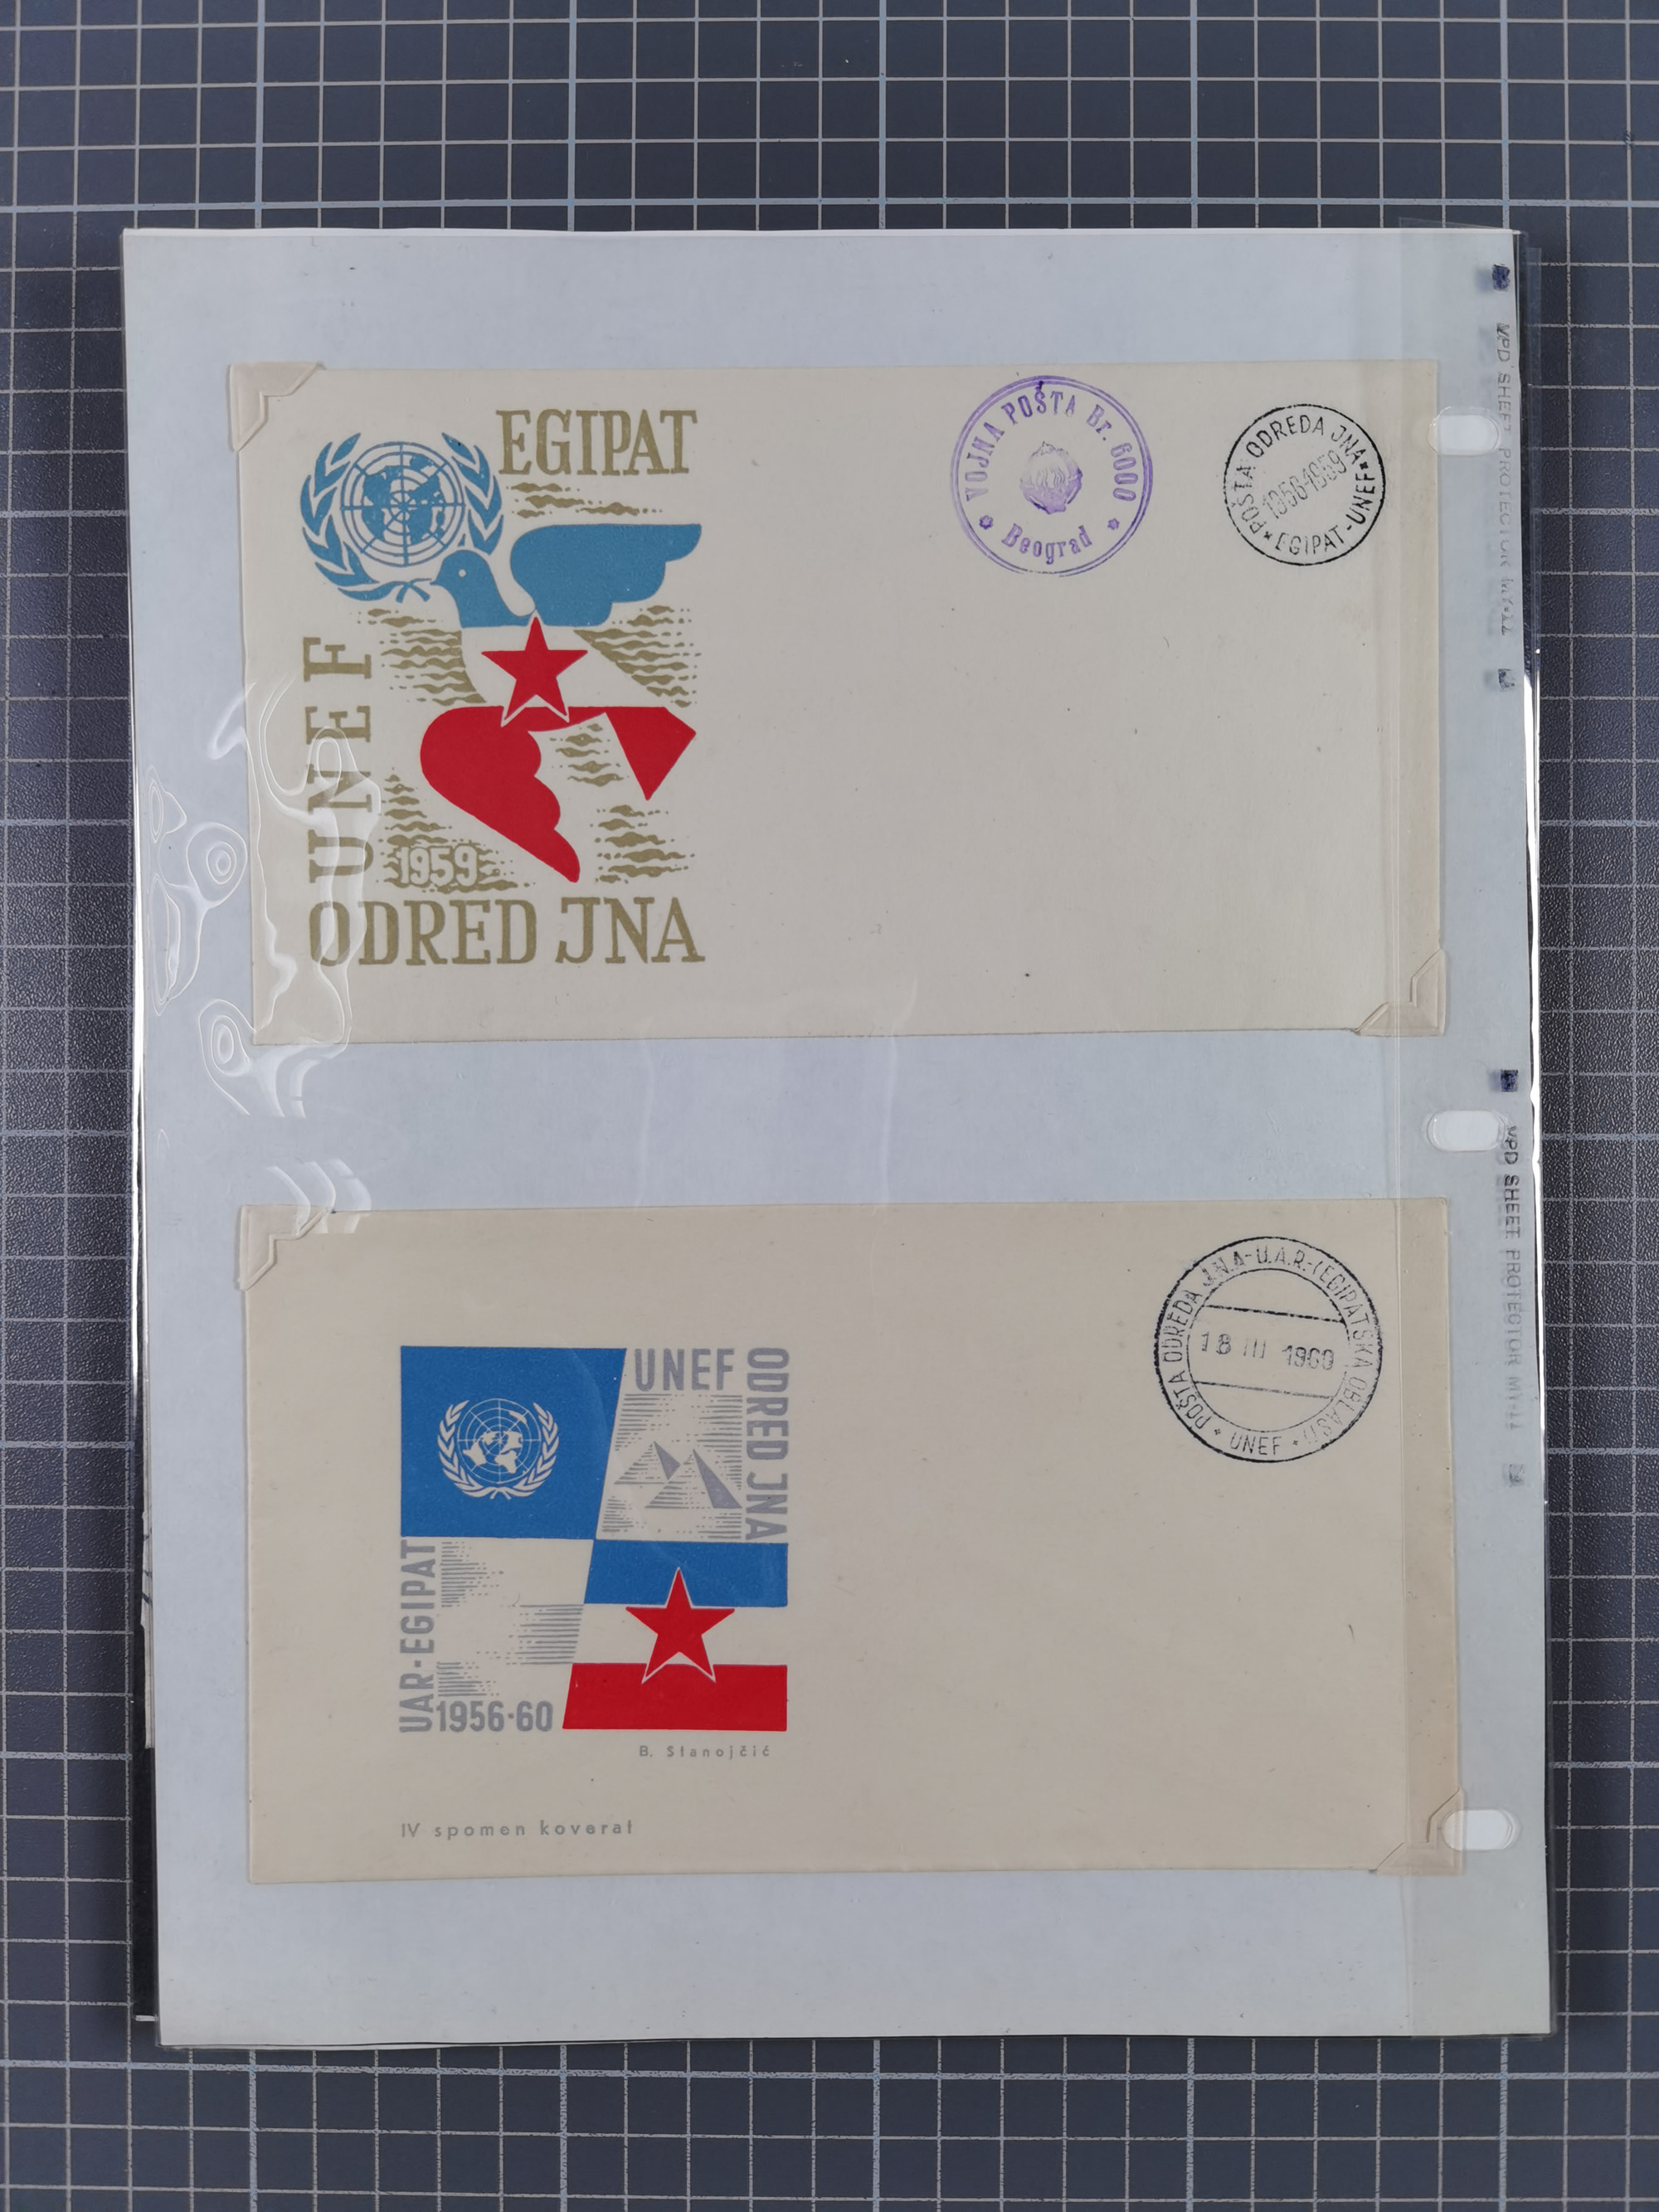 EGIPAT
UNEF
1959
ODRED JNA
VOJNA POŠTA Br. 6000
Beograd
POŠTA ODREDA JNA
1956-1959
EGIPAT-UNEF
VPD SHEET PROTECTOR
UNEF
ODRED JNA
UAR·EGIPAT
1956·60
B. Stanojčić
IV spomen koverat
POŠTA ODREDA J.N.A-U.A.R.-(EGIPATSKA OBLAST)
18 III 1960
UNEF
VPD SHEET PROTECTOR